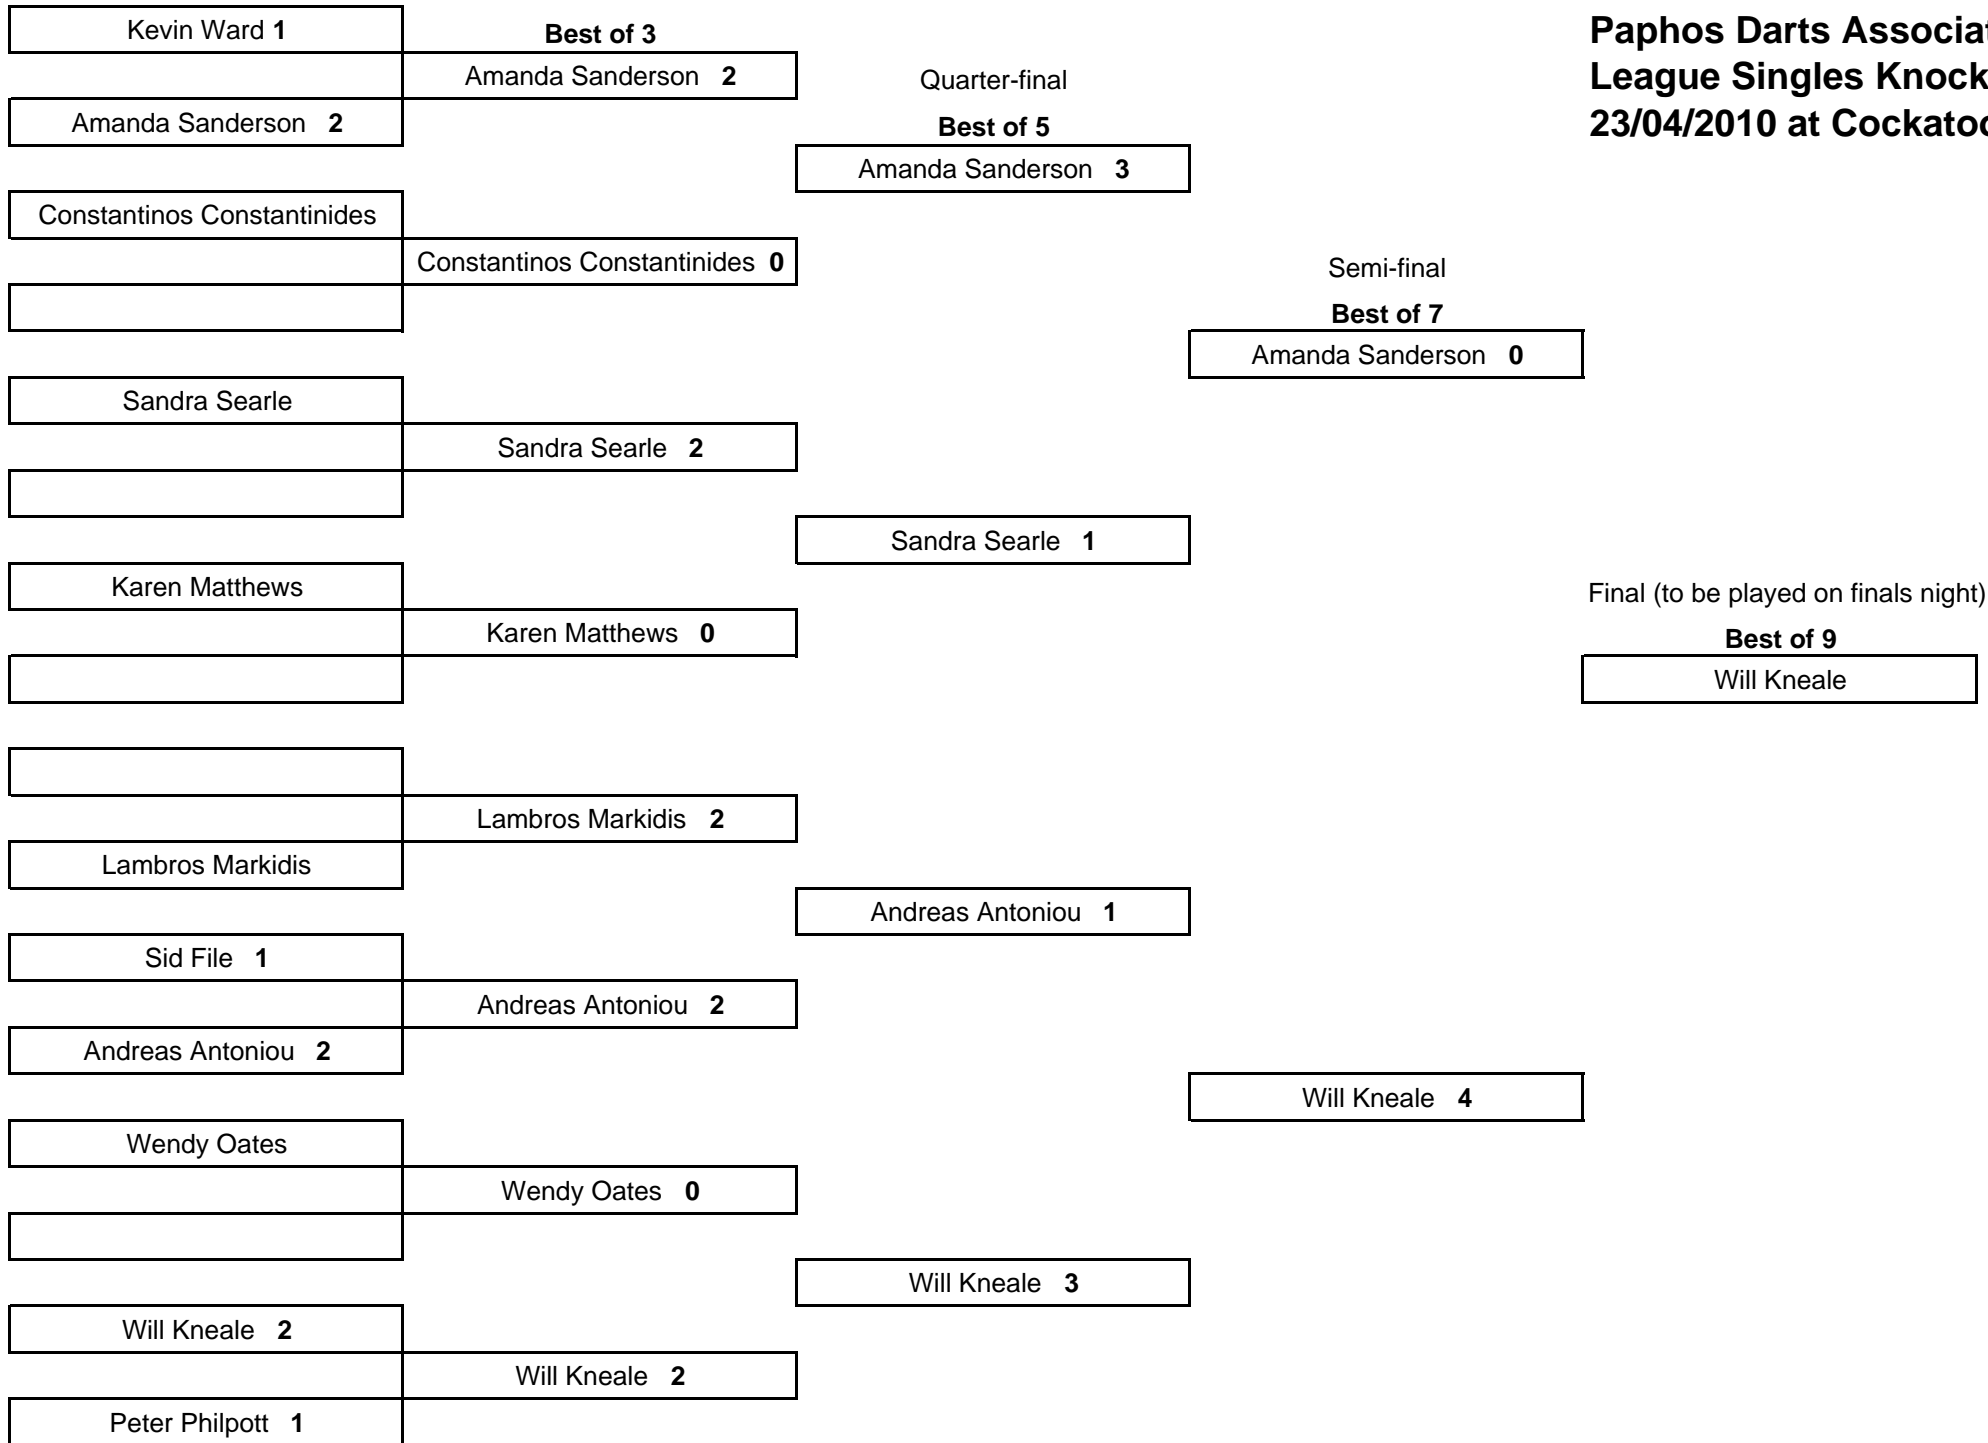 Kevin Ward 1
Best of 3
Paphos Darts Associat
Amanda Sanderson 2
Quarter-final
League Singles Knock
Amanda Sanderson 2
Best of 5
23/04/2010 at Cockatoo
Amanda Sanderson 3
Constantinos Constantinides
Constantinos Constantinides 0
Semi-final
Best of 7
Amanda Sanderson 0
Sandra Searle
Sandra Searle 2
Sandra Searle 1
Karen Matthews
Final (to be played on finals night)
Karen Matthews 0
Best of 9
Will Kneale
Lambros Markidis 2
Lambros Markidis
Andreas Antoniou 1
Sid File 1
Andreas Antoniou 2
Andreas Antoniou 2
Will Kneale 4
Wendy Oates
Wendy Oates 0
Will Kneale 3
Will Kneale 2
Will Kneale 2
Peter Philpott 1